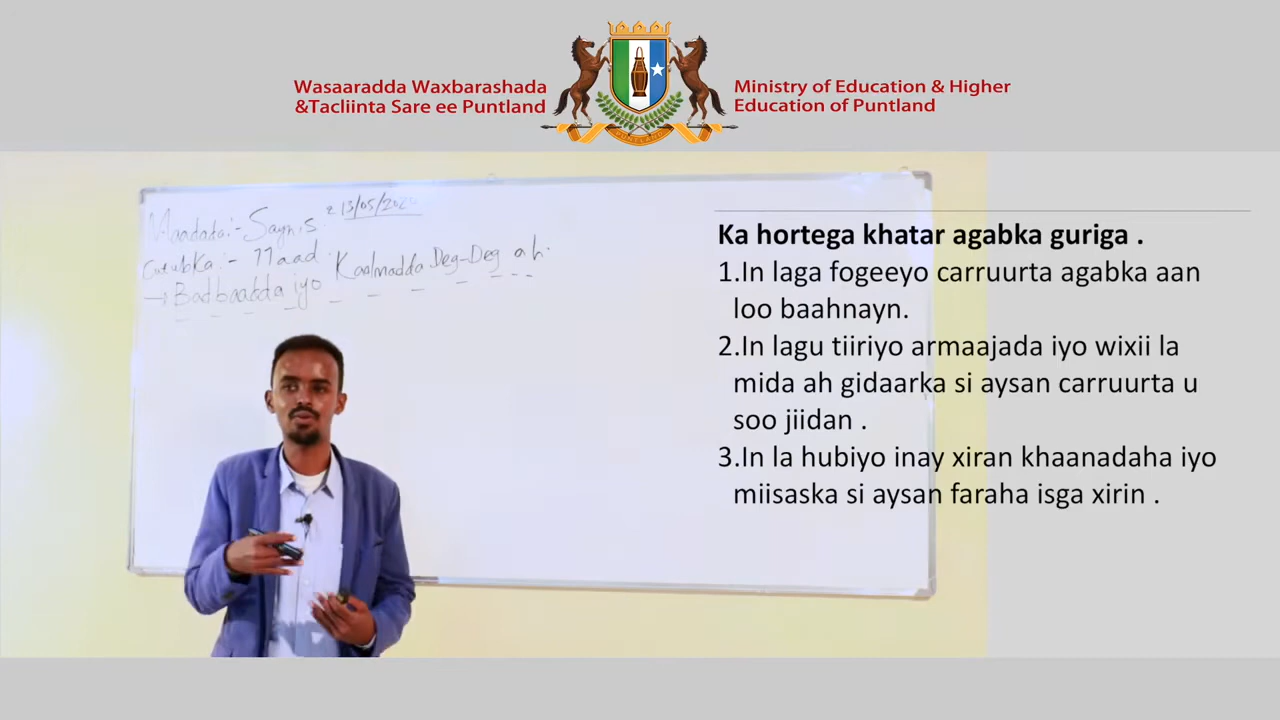 Wasaaradda Waxbarashada
&Tacliinta Sare ee Puntland
Ministry of Education & Higher
Education of Puntland
PUNTLAND
13/05/202
Maadada:- Saynis
Cutubka:- 11aad
→ Badbaadda iyo Kaalmadda Deg-Deg ah.
Ka hortega khatar agabka guriga .
1.In laga fogeeyo carruurta agabka aan
loo baahnayn.
2.In lagu tiiriyo armaajada iyo wixii la
mida ah gidaarka si aysan carruurta u
soo jiidan .
3.In la hubiyo inay xiran khaanadaha iyo
miisaska si aysan faraha isga xirin .